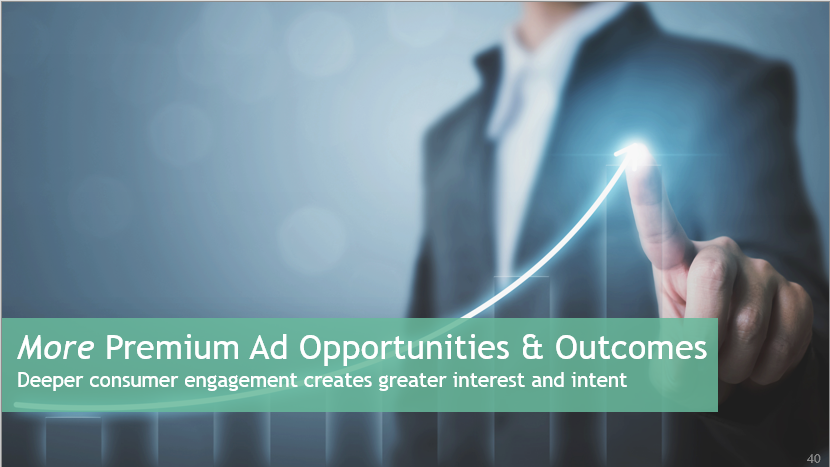 More Premium Ad Opportunities & Outcomes
Deeper consumer engagement creates greater interest and intent
40